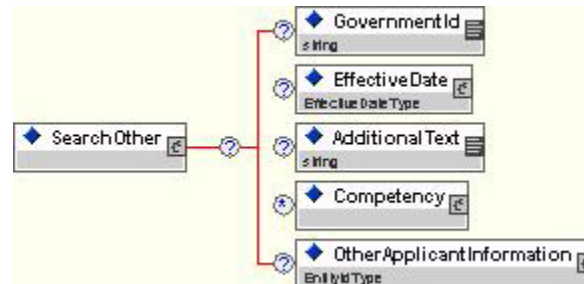 GovernmentId
string
EffectiveDate
EffectiveDateType
SearchOther
?
AdditionalText
string
Competency
OtherApplicantInformation
EntityIdType